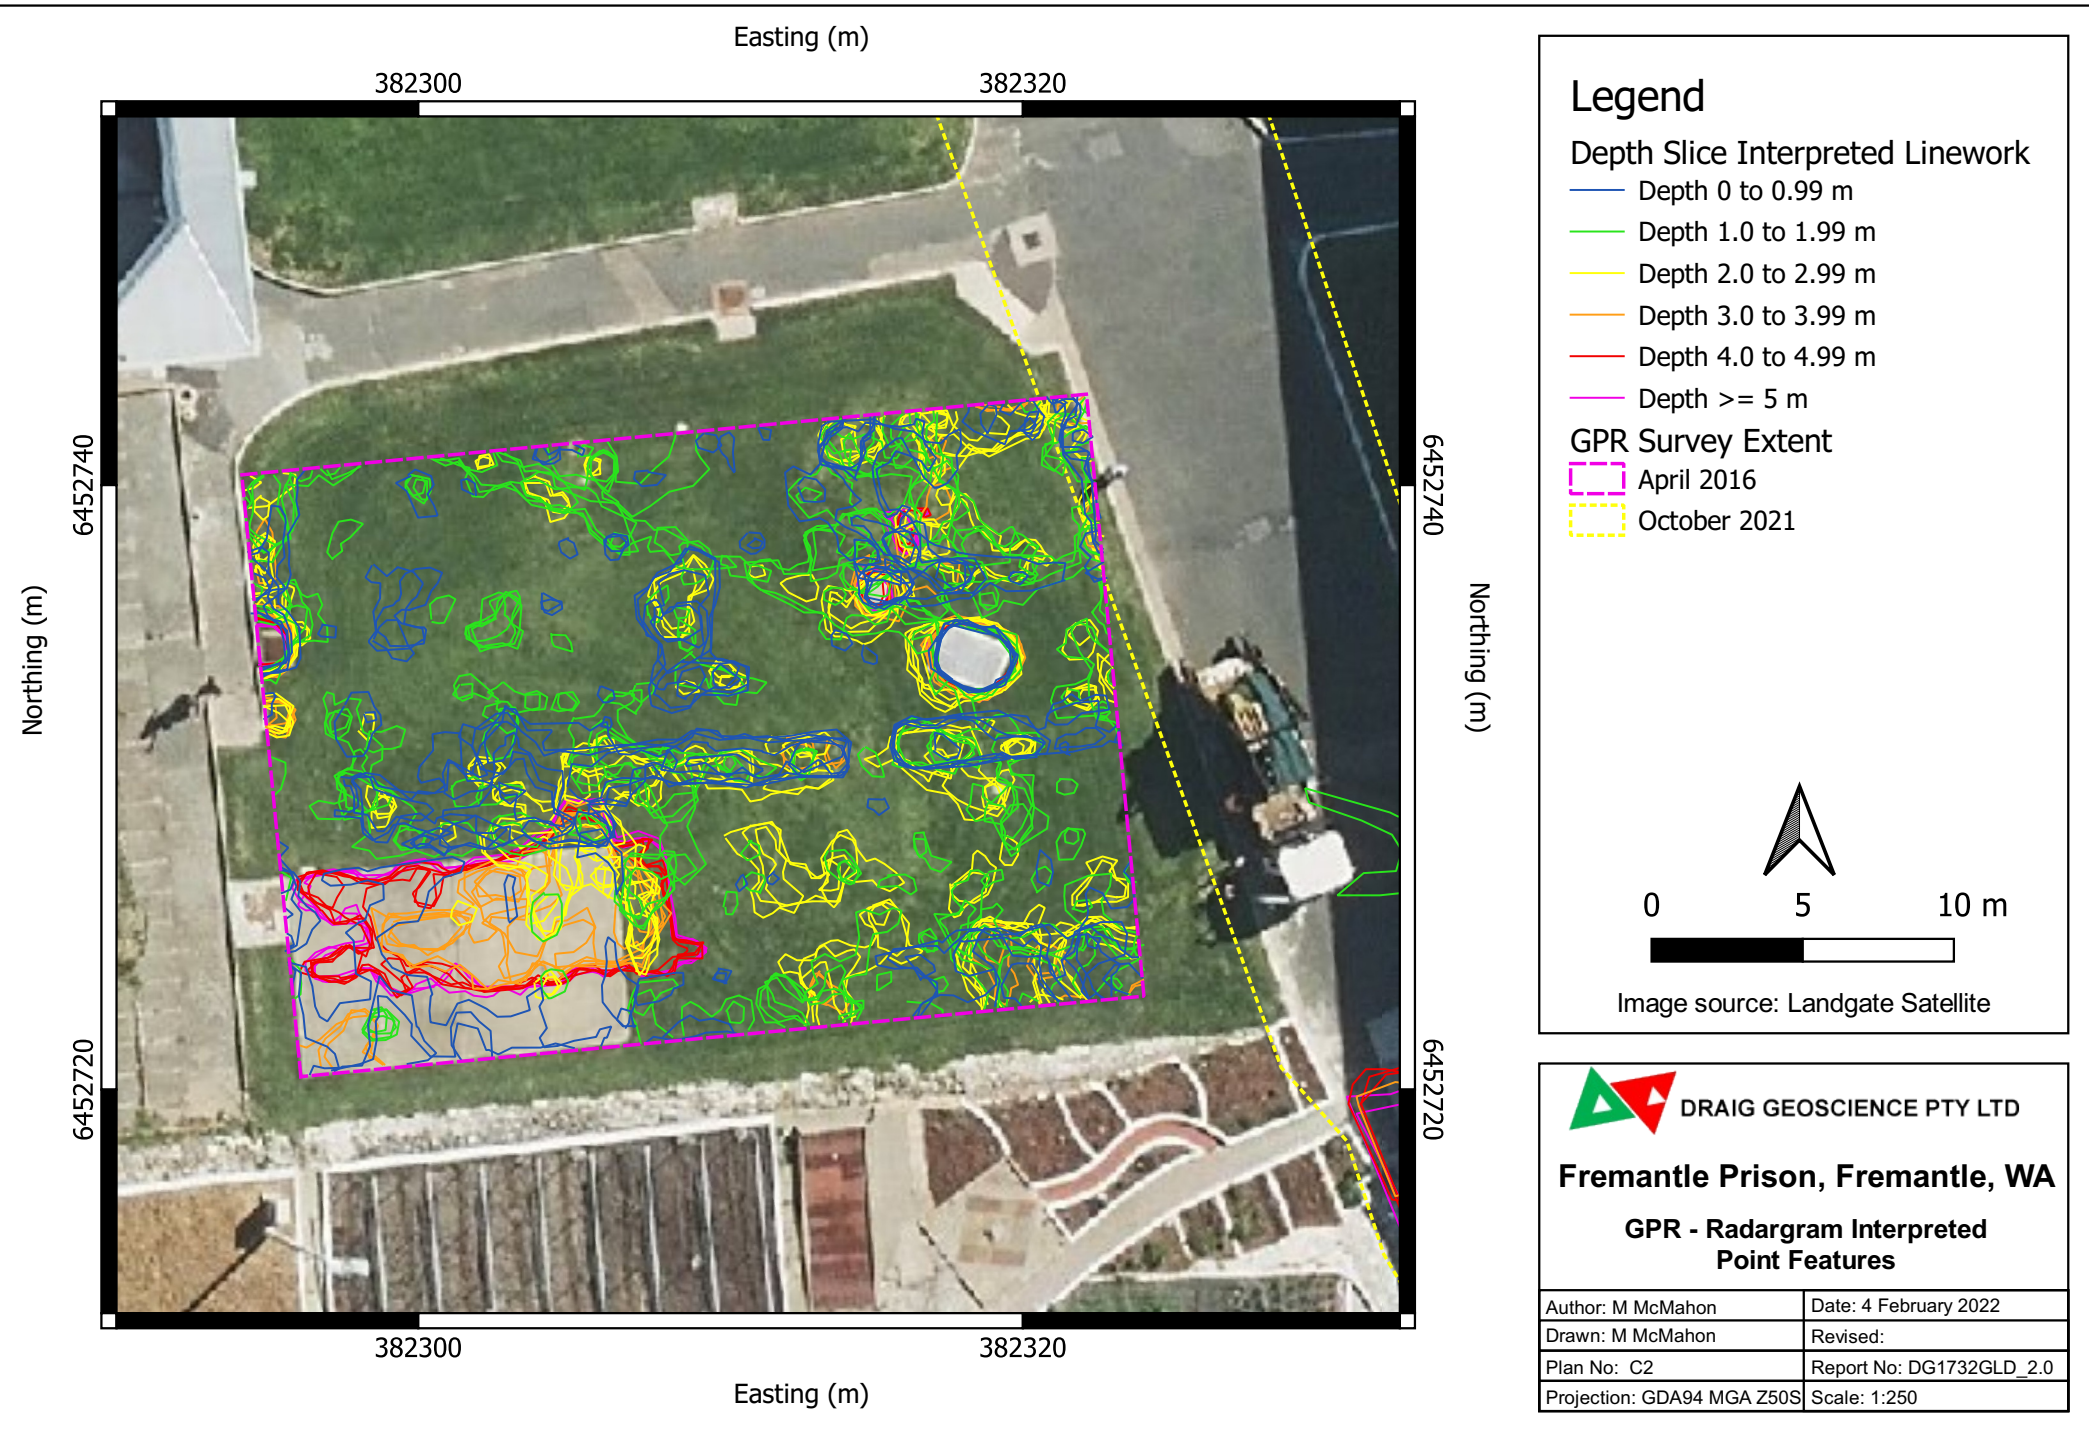 Easting (m)
382300
382320
6452740
6452740
Northing (m)
Northing (m)
6452720
6452720
382300
382320
Easting (m)
Legend
Depth Slice Interpreted Linework
Depth 0 to 0.99 m
Depth 1.0 to 1.99 m
Depth 2.0 to 2.99 m
Depth 3.0 to 3.99 m
Depth 4.0 to 4.99 m
Depth >= 5 m
GPR Survey Extent
April 2016
October 2021
0 5 10 m
Image source: Landgate Satellite
DRAIG GEOSCIENCE PTY LTD
Fremantle Prison, Fremantle, WA
GPR - Radargram Interpreted
Point Features
Author: M McMahon
Date: 4 February 2022
Drawn: M McMahon
Revised:
Plan No: C2
Report No: DG1732GLD_2.0
Projection: GDA94 MGA Z50S
Scale: 1:250